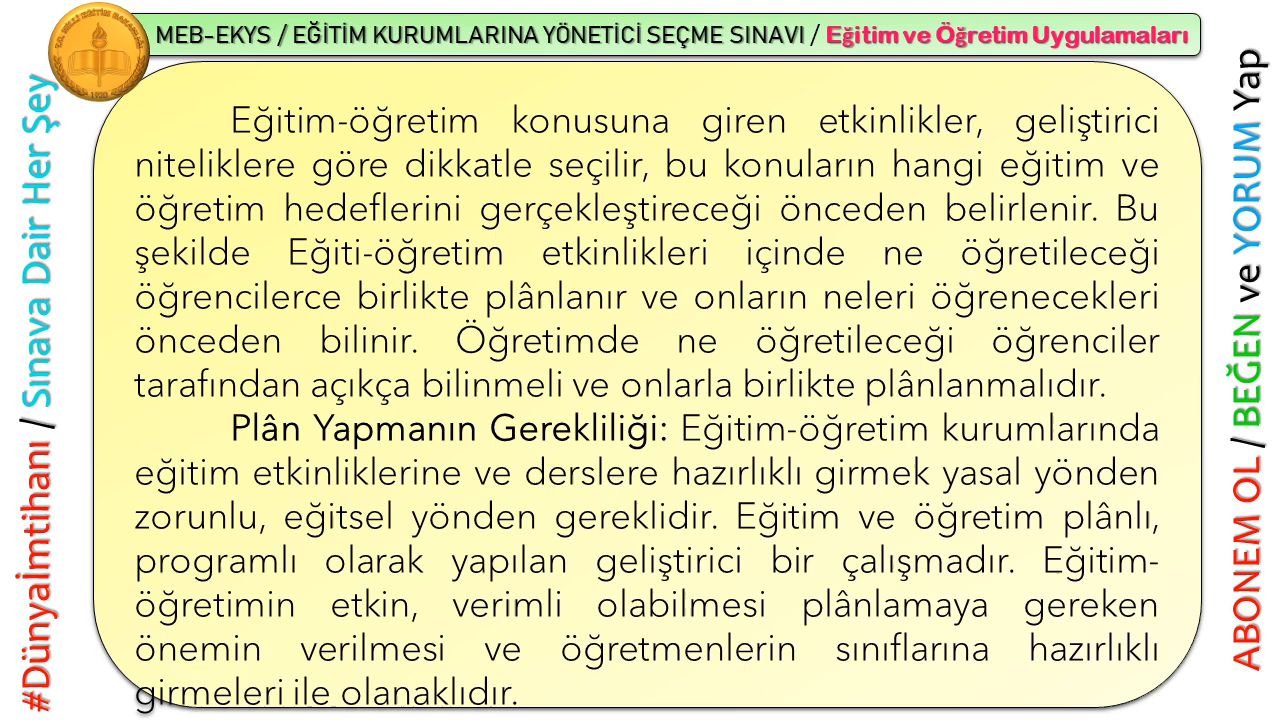 MEB-EKYS / EĞİTİM KURUMLARINA YÖNETİCİ SEÇME SINAVI / Eğitim ve Öğretim Uygulamaları
#Dünyaİmtihanı / Sınava Dair Her Şey
Eğitim-öğretim konusuna giren etkinlikler, geliştirici
niteliklere göre dikkatle seçilir, bu konuların hangi eğitim ve
öğretim hedeflerini gerçekleştireceği önceden belirlenir. Bu
şekilde Eğiti-öğretim etkinlikleri içinde ne öğretileceği
öğrencilerce birlikte plânlanır ve onların neleri öğrenecekleri
önceden bilinir. Öğretimde ne öğretileceği öğrenciler
tarafından açıkça bilinmeli ve onlarla birlikte plânlanmalıdır.
Plân Yapmanın Gerekliliği: Eğitim-öğretim kurumlarında
eğitim etkinliklerine ve derslere hazırlıklı girmek yasal yönden
zorunlu, eğitsel yönden gereklidir. Eğitim ve öğretim plânlı,
programlı olarak yapılan geliştirici bir çalışmadır. Eğitim-
öğretimin etkin, verimli olabilmesi plânlamaya gereken
önemin verilmesi ve öğretmenlerin sınıflarına hazırlıklı
girmeleri ile olanaklıdır.
ABONEM OL / BEĞEN ve YORUM Yap